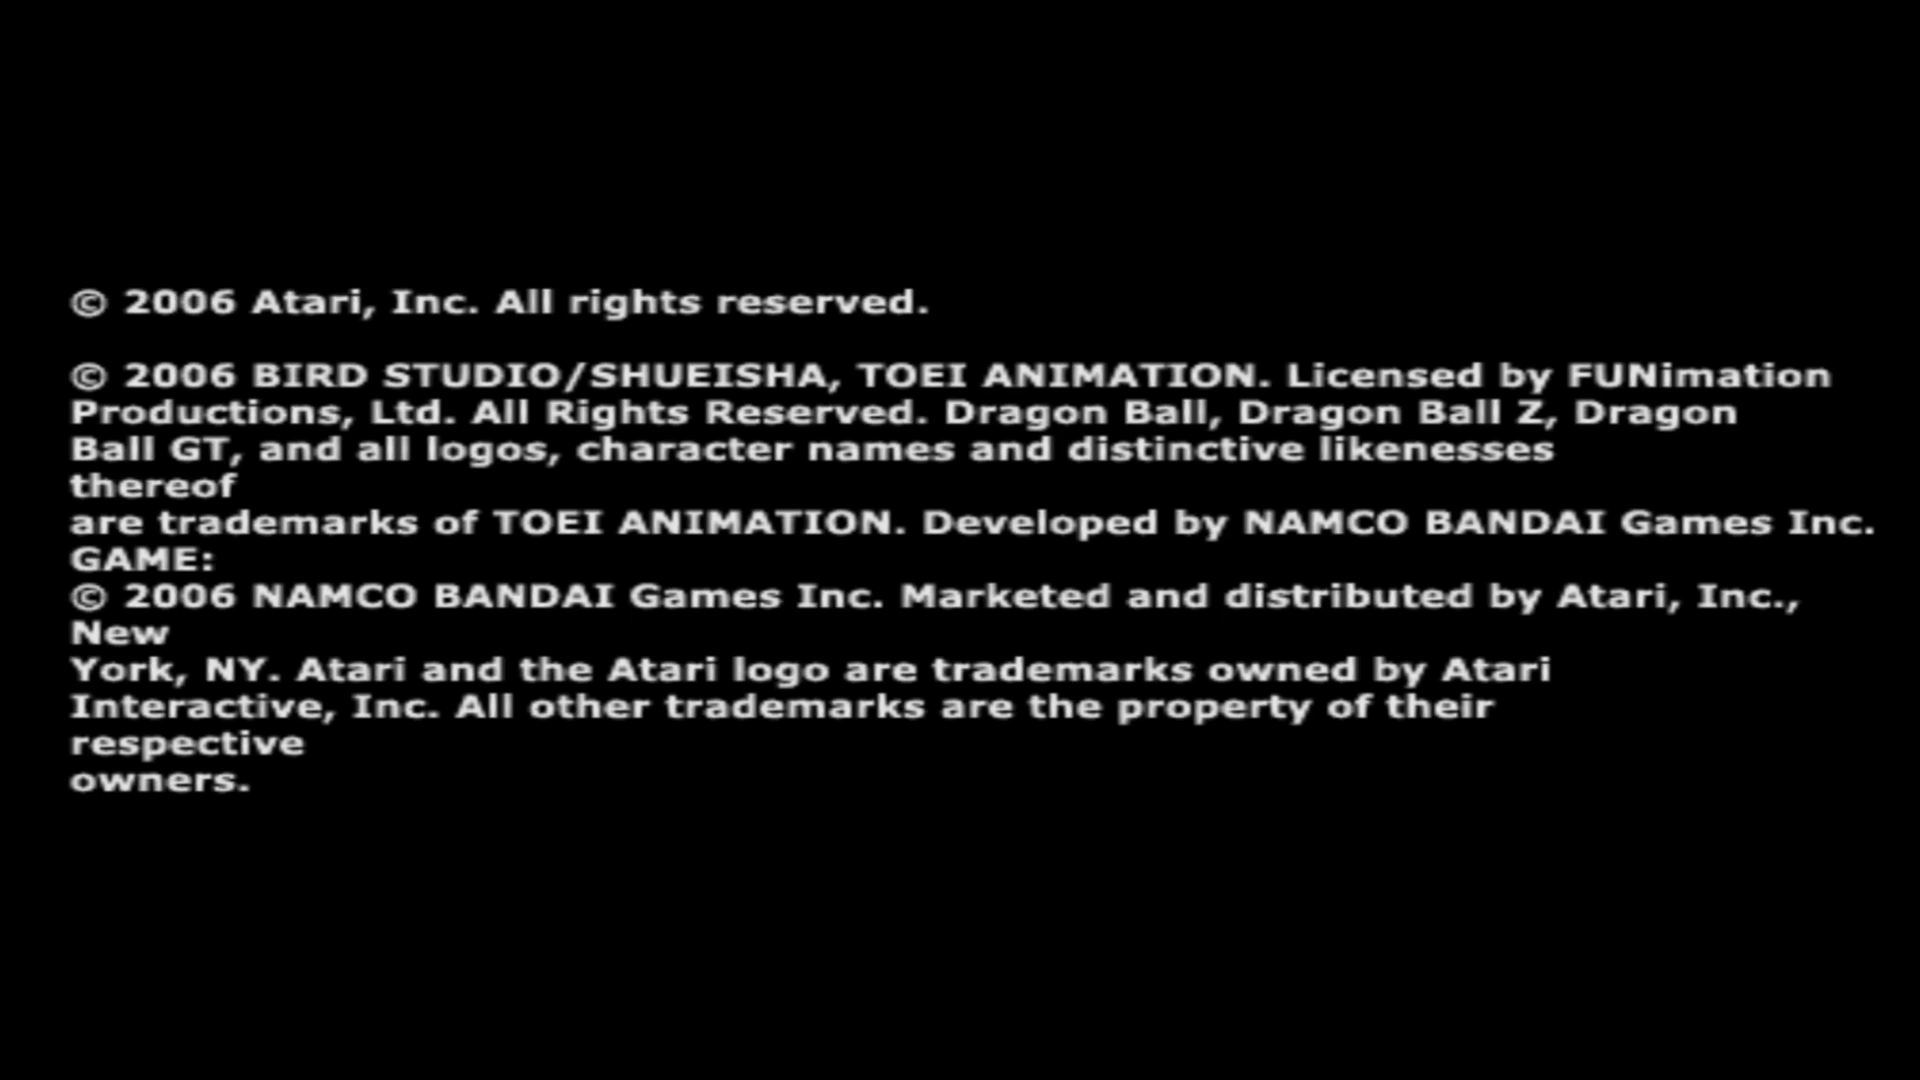 © 2006 Atari, Inc. All rights reserved.
© 2006 BIRD STUDIO/SHUEISHA, TOEI ANIMATION. Licensed by FUNimation
Productions, Ltd. All Rights Reserved. Dragon Ball, Dragon Ball Z, Dragon
Ball GT, and all logos, character names and distinctive likenesses
thereof
are trademarks of TOEI ANIMATION. Developed by NAMCO BANDAI Games Inc.
GAME:
© 2006 NAMCO BANDAI Games Inc. Marketed and distributed by Atari, Inc.,
New
York, NY. Atari and the Atari logo are trademarks owned by Atari
Interactive, Inc. All other trademarks are the property of their
respective
owners.